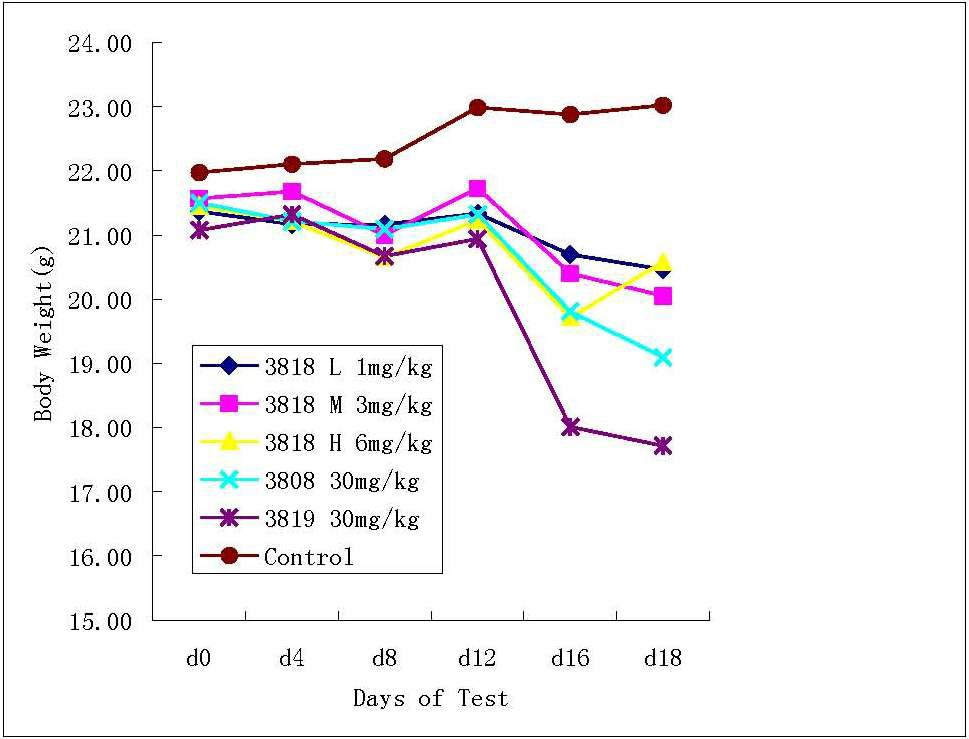 24.00
23.00
22.00
21.00
20.00
19.00
18.00
17.00
16.00
15.00
Body Weight(g)
3818 L 1mg/kg
3818 M 3mg/kg
3818 H 6mg/kg
3808 30mg/kg
3819 30mg/kg
Control
d0 d4 d8 d12 d16 d18
Days of Test